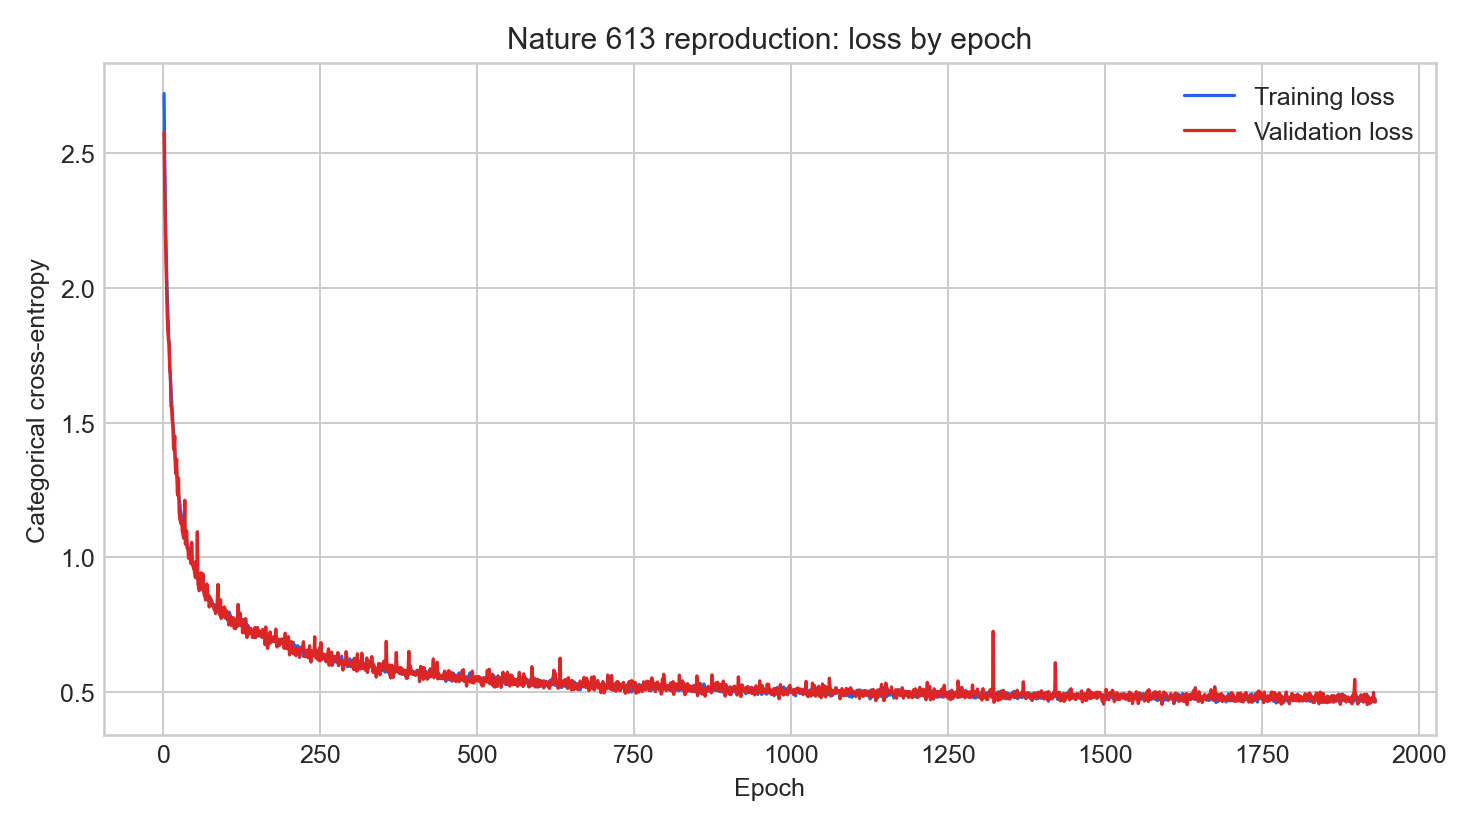 Nature 613 reproduction: loss by epoch
Training loss
Validation loss
Categorical cross-entropy
2.5
2.0
1.5
1.0
0.5
0 250 500 750 1000 1250 1500 1750 2000
Epoch